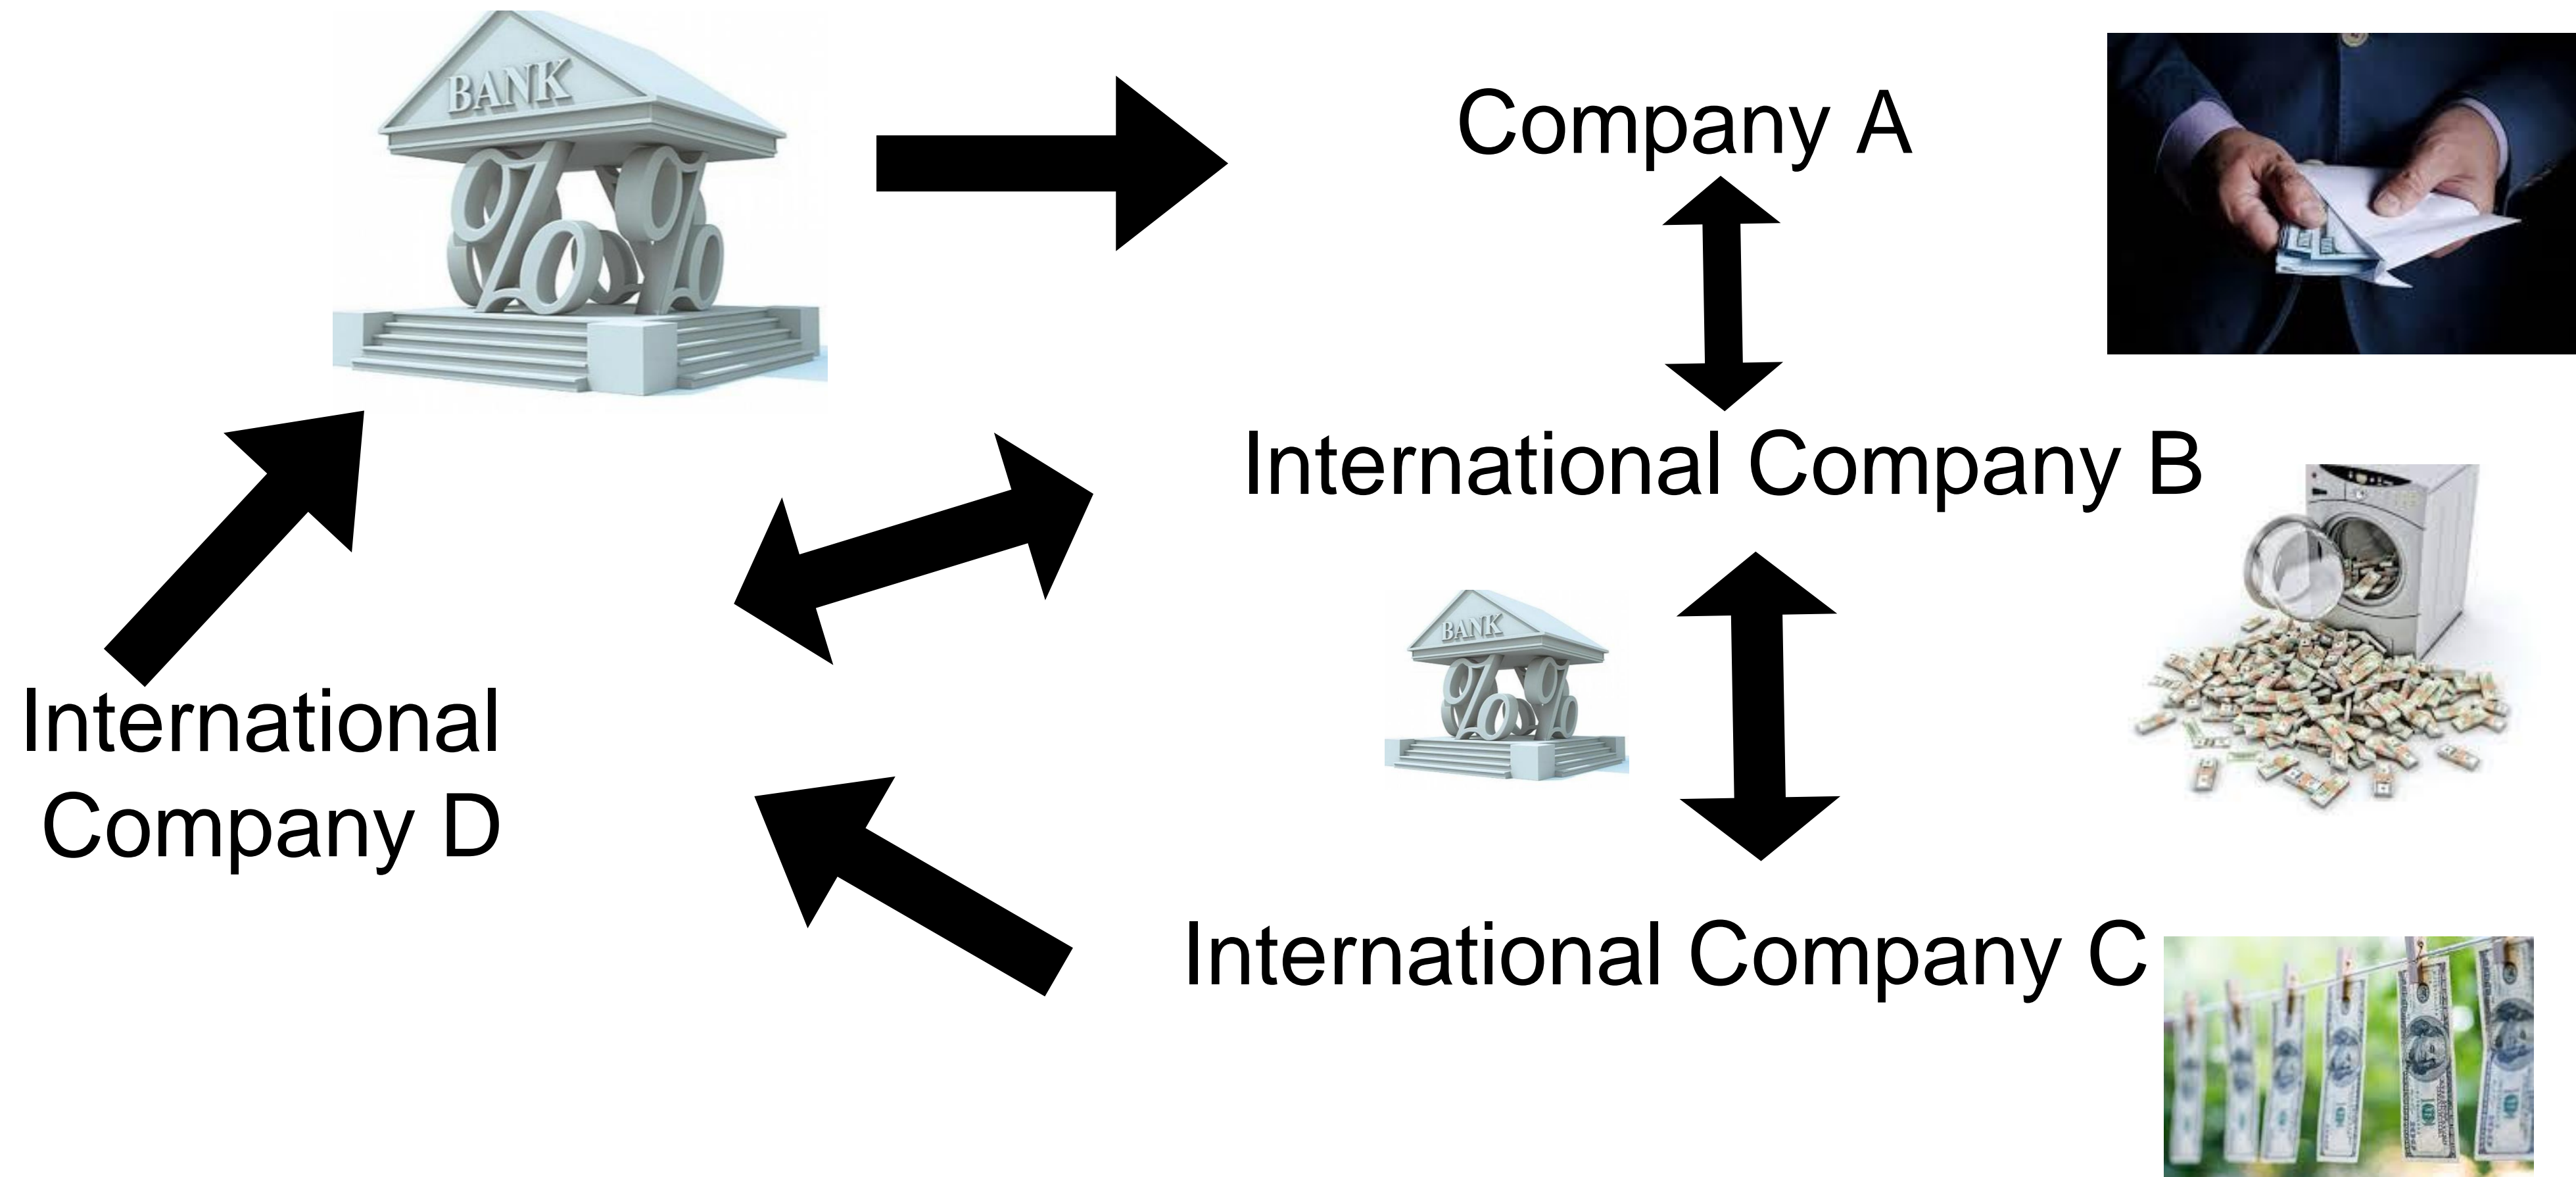 BANK
Company A
International Company B
BANK
International
Company D
International Company C